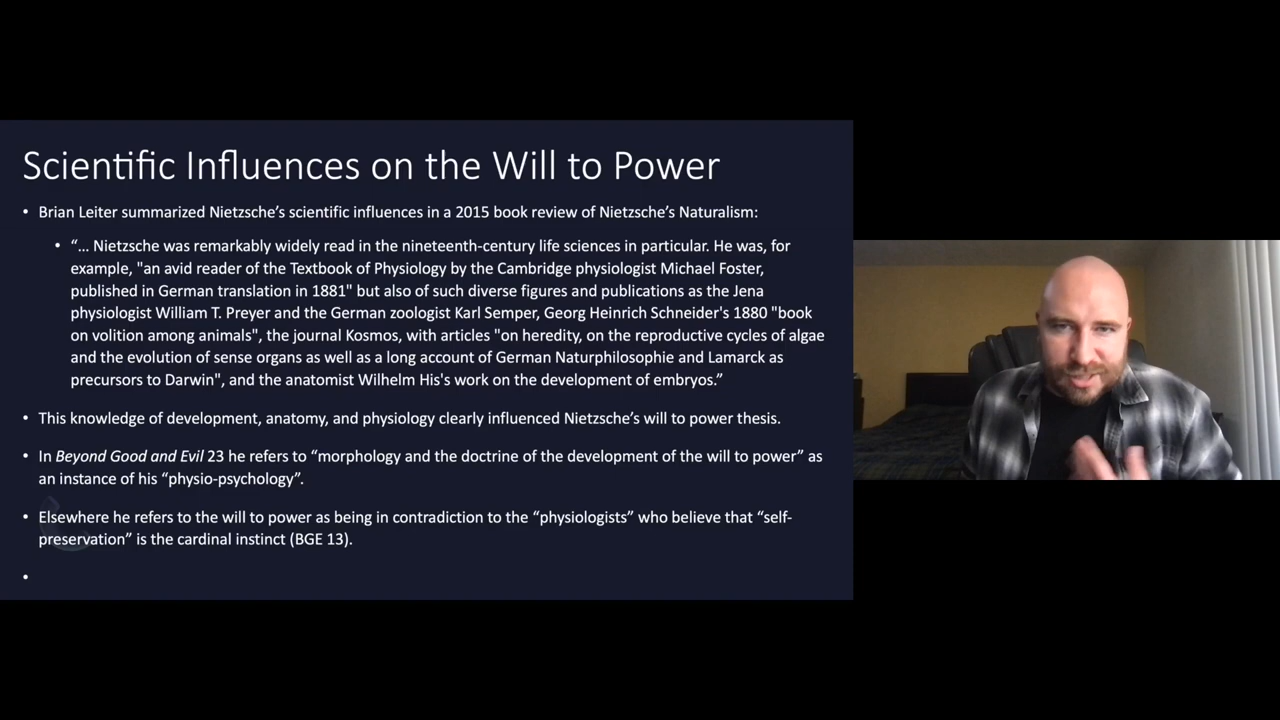 Scientific Influences on the Will to Power
• Brian Leiter summarized Nietzsche’s scientific influences in a 2015 book review of Nietzsche’s Naturalism:
• “… Nietzsche was remarkably widely read in the nineteenth-century life sciences in particular. He was, for
example, "an avid reader of the Textbook of Physiology by the Cambridge physiologist Michael Foster,
published in German translation in 1881" but also of such diverse figures and publications as the Jena
physiologist William T. Preyer and the German zoologist Karl Semper, Georg Heinrich Schneider's 1880 "book
on volition among animals", the journal Kosmos, with articles "on heredity, on the reproductive cycles of algae
and the evolution of sense organs as well as a long account of German Naturphilosophie and Lamarck as
precursors to Darwin", and the anatomist Wilhelm His's work on the development of embryos.”
• This knowledge of development, anatomy, and physiology clearly influenced Nietzsche’s will to power thesis.
• In Beyond Good and Evil 23 he refers to “morphology and the doctrine of the development of the will to power” as
an instance of his “physio-psychology”.
• Elsewhere he refers to the will to power as being in contradiction to the “physiologists” who believe that “self-
preservation” is the cardinal instinct (BGE 13).
•